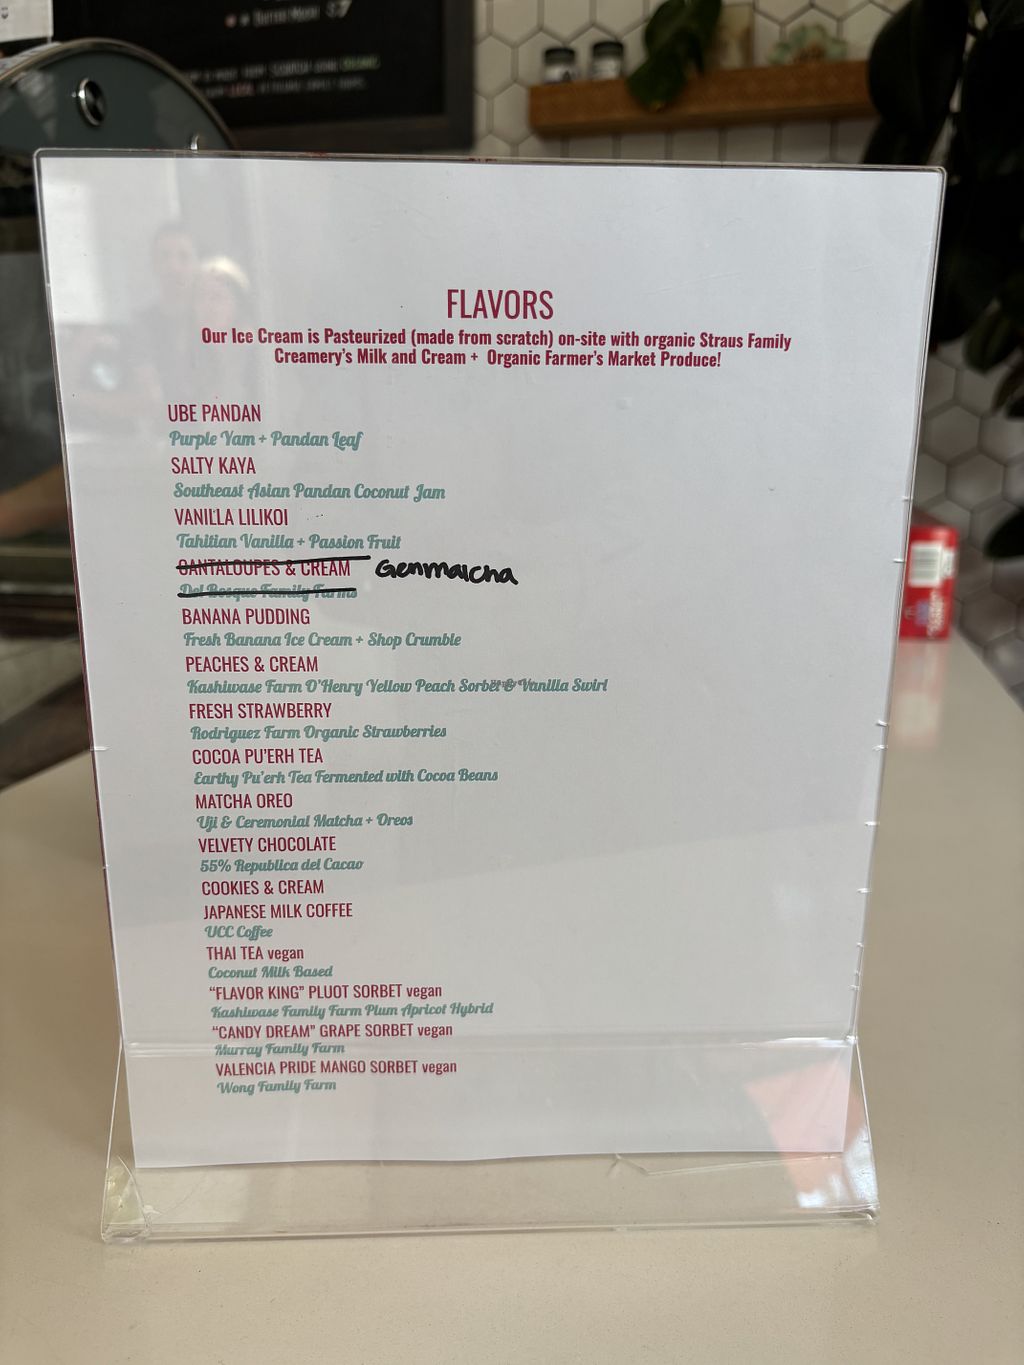 FLAVORS
Our Ice Cream is Pasteurized (made from scratch) on-site with organic Straus Family
Creamery's Milk and Cream + Organic Farmer's Market Produce!
UBE PANDAN
Purple Yam + Pandan Leaf
SALTY KAYA
Southeast Asian Pandan Coconut Jam
VANILLA LILIKOI
Tahitian Vanilla + Passion Fruit
CANTALOUPES & CREAM Genmaicha
Del Bosque Family Farms
BANANA PUDDING
Fresh Banana Ice Cream + Shop Crumble
PEACHES & CREAM
Kashiwase Farm O'Henry Yellow Peach Sorbet & Vanilla Swirl
FRESH STRAWBERRY
Rodriguez Farm Organic Strawberries
COCOA PU'ERH TEA
Earthy Pu'erh Tea Fermented with Cocoa Beans
MATCHA OREO
Uji & Ceremonial Matcha + Oreos
VELVETY CHOCOLATE
55% Republica del Cacao
COOKIES & CREAM
JAPANESE MILK COFFEE
UCC Coffee
THAI TEA vegan
Coconut Milk Based
"FLAVOR KING" PLUOT SORBET vegan
Kashiwase Family Farm Plum Apricot Hybrid
"CANDY DREAM" GRAPE SORBET vegan
Murray Family Farm
VALENCIA PRIDE MANGO SORBET vegan
Wong Family Farm